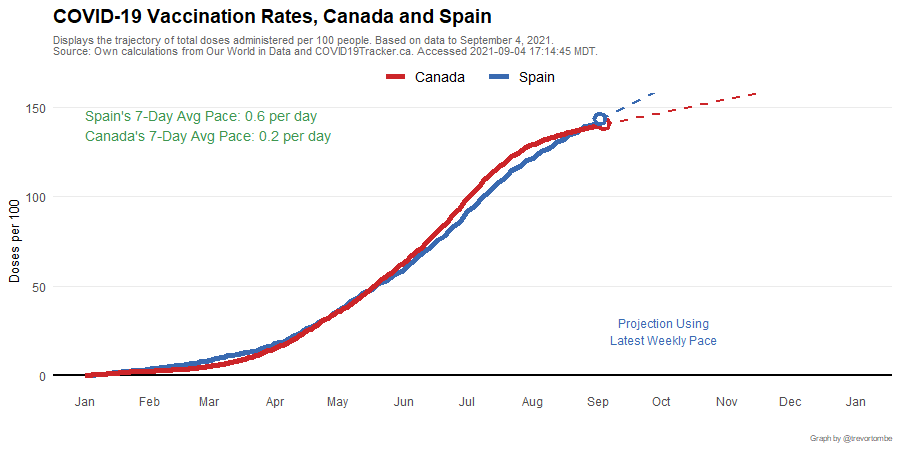 COVID-19 Vaccination Rates, Canada and Spain
Displays the trajectory of total doses administered per 100 people. Based on data to September 4, 2021.
Source: Own calculations from Our World in Data and COVID19Tracker.ca. Accessed 2021-09-04 17:14:45 MDT.
Canada Spain
Spain's 7-Day Avg Pace: 0.6 per day
Canada's 7-Day Avg Pace: 0.2 per day
Doses per 100
150
100
50
0
Projection Using
Latest Weekly Pace
Jan Feb Mar Apr May Jun Jul Aug Sep Oct Nov Dec Jan
Graph by @trevortombe